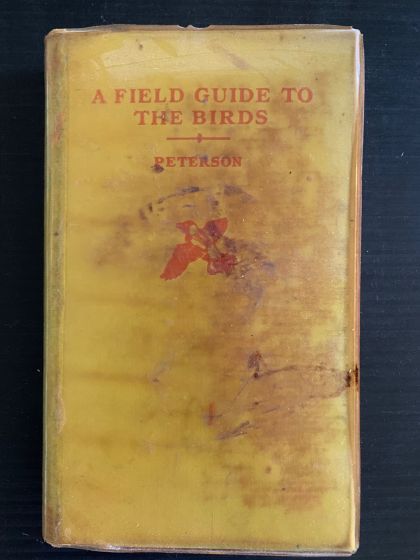 A FIELD GUIDE TO
THE BIRDS
PETERSON